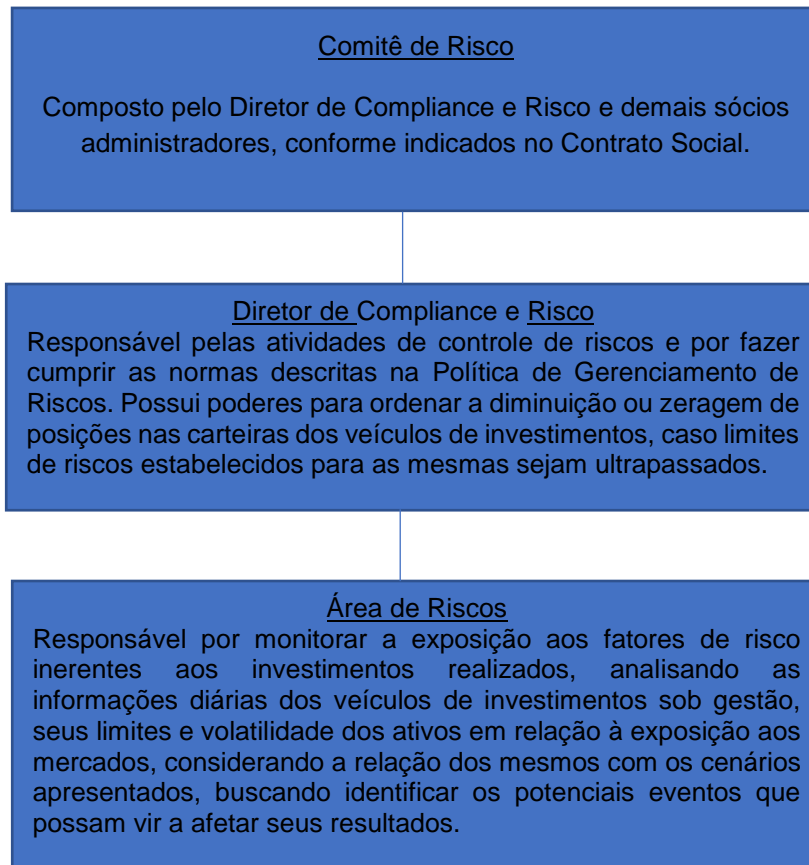 Comitê de Risco
Composto pelo Diretor de Compliance e Risco e demais sócios
administradores, conforme indicados no Contrato Social.
Diretor de Compliance e Risco
Responsável pelas atividades de controle de riscos e por fazer
cumprir as normas descritas na Política de Gerenciamento de
Riscos. Possui poderes para ordenar a diminuição ou zeragem de
posições nas carteiras dos veículos de investimentos, caso limites
de riscos estabelecidos para as mesmas sejam ultrapassados.
Área de Riscos
Responsável por monitorar a exposição aos fatores de risco
inerentes aos investimentos realizados, analisando as
informações diárias dos veículos de investimentos sob gestão,
seus limites e volatilidade dos ativos em relação à exposição aos
mercados, considerando a relação dos mesmos com os cenários
apresentados, buscando identificar os potenciais eventos que
possam vir a afetar seus resultados.